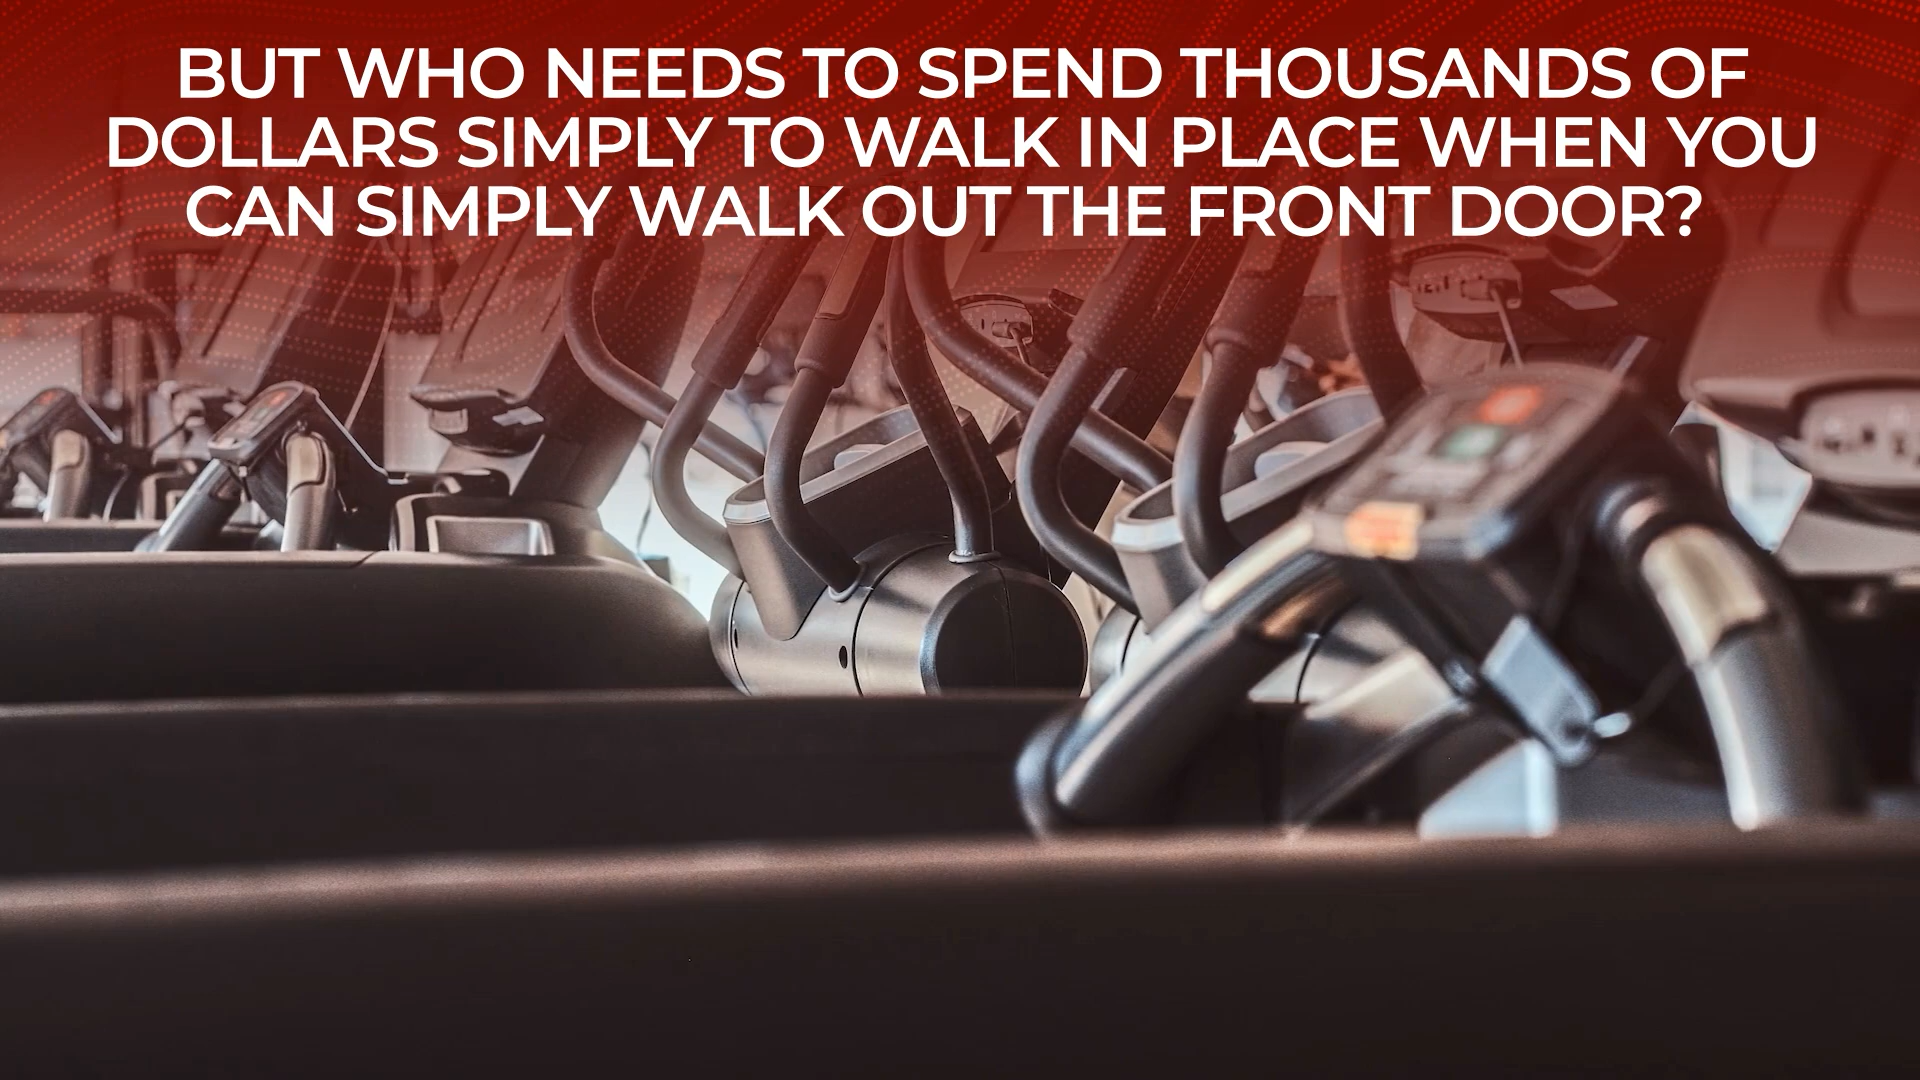 BUT WHO NEEDS TO SPEND THOUSANDS OF
DOLLARS SIMPLY TO WALK IN PLACE WHEN YOU
CAN SIMPLY WALK OUT THE FRONT DOOR?